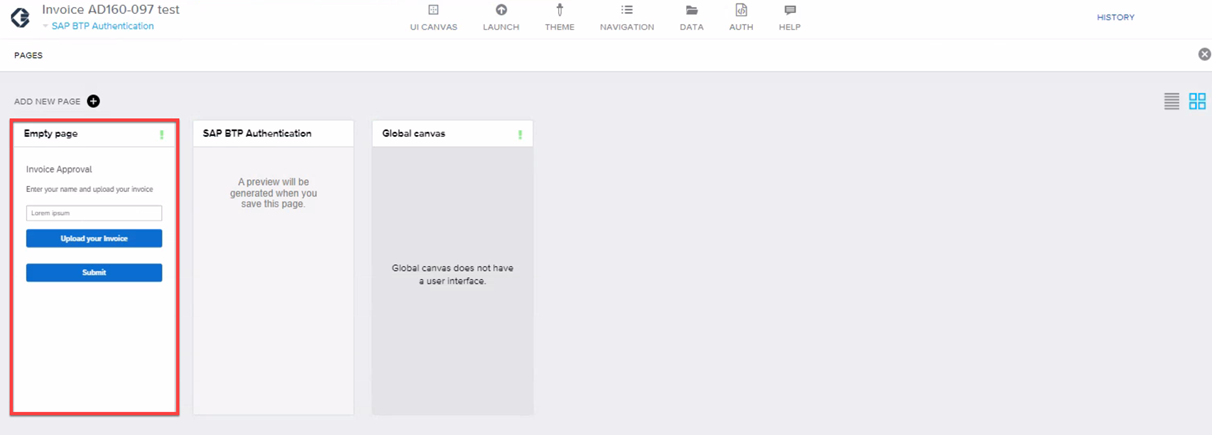 Invoice AD160-097 test
SAP BTP Authentication
UI CANVAS
LAUNCH
THEME
NAVIGATION
DATA
AUTH
HELP
HISTORY
PAGES
ADD NEW PAGE
Empty page
Invoice Approval
Enter your name and upload your invoice
Lorem ipsum
Upload your Invoice
Submit
SAP BTP Authentication
A preview will be
generated when you
save this page.
Global canvas
Global canvas does not have
a user interface.